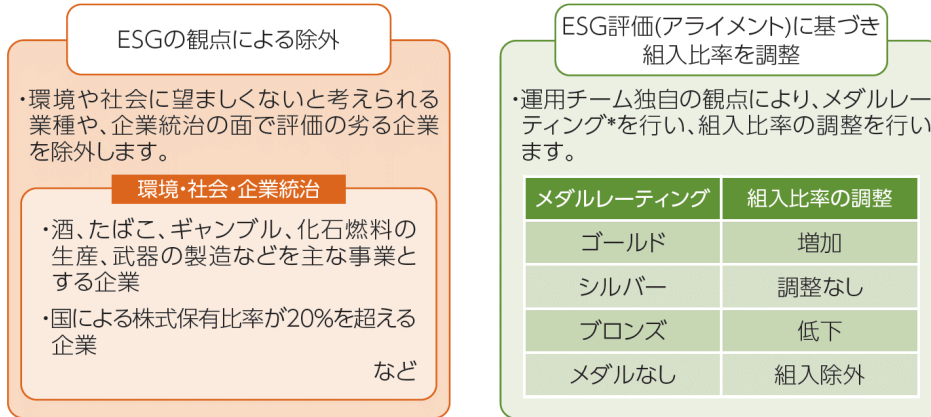 ESGの観点による除外
・環境や社会に望ましくないと考えられる
業種や、企業統治の面で評価の劣る企業
を除外します。
環境・社会・企業統治
・酒、たばこ、ギャンブル、化石燃料の
生産、武器の製造などを主な事業と
する企業
・国による株式保有比率が20%を超える
企業
など
ESG評価(アライメント)に基づき
組入比率を調整
・運用チーム独自の観点により、メダルレー
ティング*を行い、組入比率の調整を行い
ます。
メダルレーティング 組入比率の調整
ゴールド 増加
シルバー 調整なし
ブロンズ 低下
メダルなし 組入除外